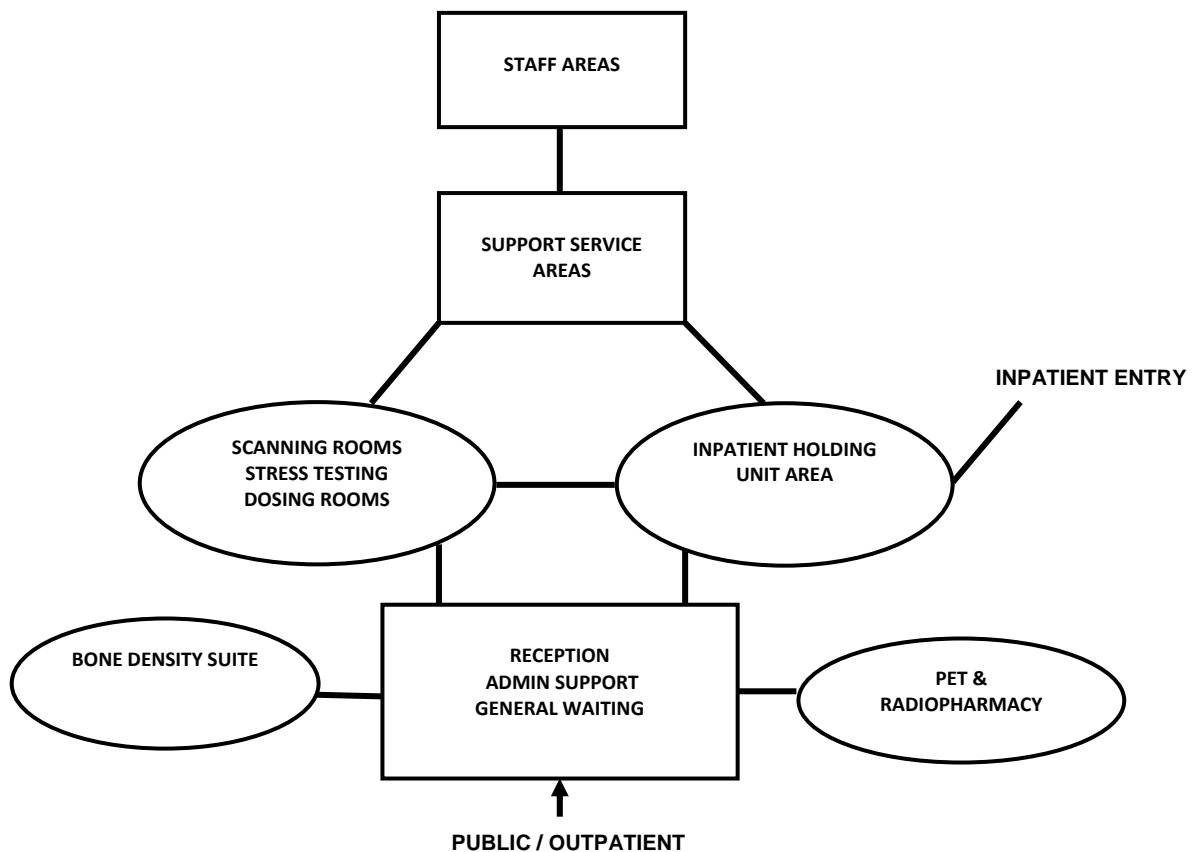 STAFF AREAS
SUPPORT SERVICE
AREAS
INPATIENT ENTRY
SCANNING ROOMS
STRESS TESTING
DOSING ROOMS
INPATIENT HOLDING
UNIT AREA
BONE DENSITY SUITE
RECEPTION
ADMIN SUPPORT
GENERAL WAITING
PET &
RADIOPHARMACY
PUBLIC / OUTPATIENT